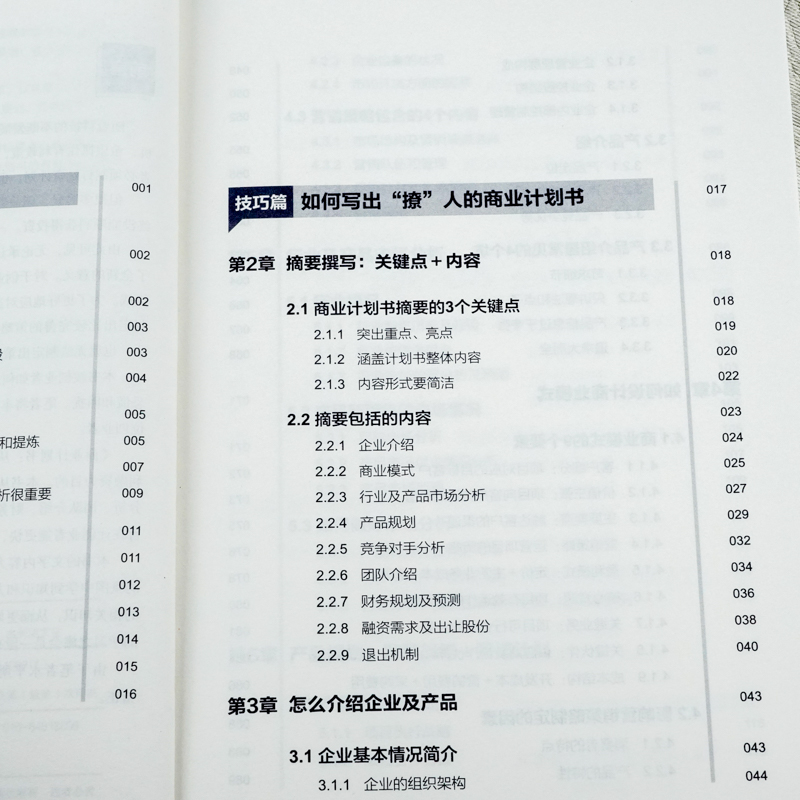 001
002
002
003
003
004
005
和提炼 005
007
析很重要 009
011
011
012
013
014
015
016
技巧篇 如何写出“撩”人的商业计划书 017
第2章 摘要撰写：关键点+内容 018
2.1 商业计划书摘要的3个关键点 018
2.1.1 突出重点、亮点 019
2.1.2 涵盖计划书整体内容 020
2.1.3 内容形式要简洁 022
2.2 摘要包括的内容 023
2.2.1 企业介绍 024
2.2.2 商业模式 025
2.2.3 行业及产品市场分析 027
2.2.4 产品规划 029
2.2.5 竞争对手分析 032
2.2.6 团队介绍 034
2.2.7 财务规划及预测 036
2.2.8 融资需求及出让股份 038
2.2.9 退出机制 040
第3章 怎么介绍企业及产品 043
3.1 企业基本情况简介 043
3.1.1 企业的组织架构 044